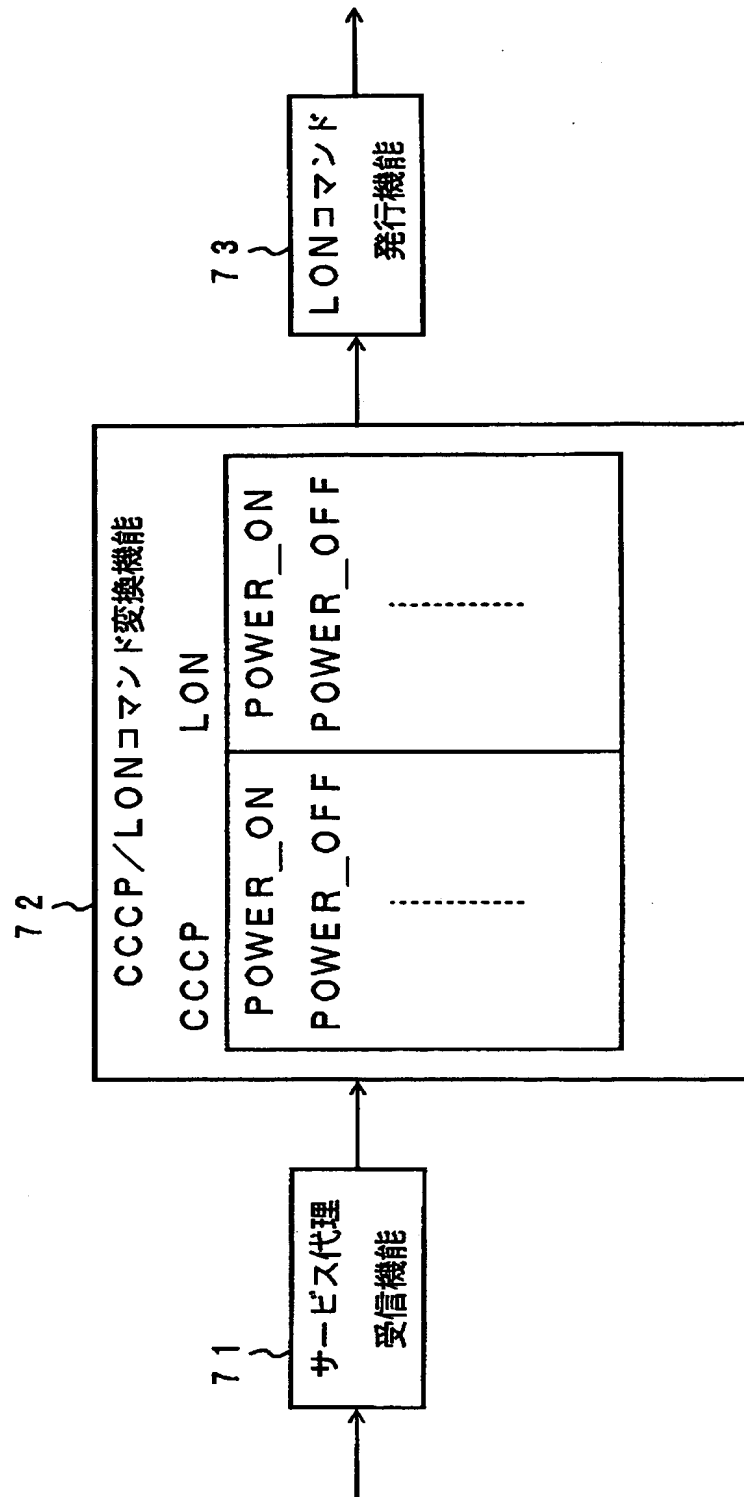 71
サービス代理
受信機能
72
CCCP/LONコマンド変換機能
CCCP LON
POWER_ON POWER_ON
POWER_OFF POWER_OFF
73
LONコマンド
発行機能